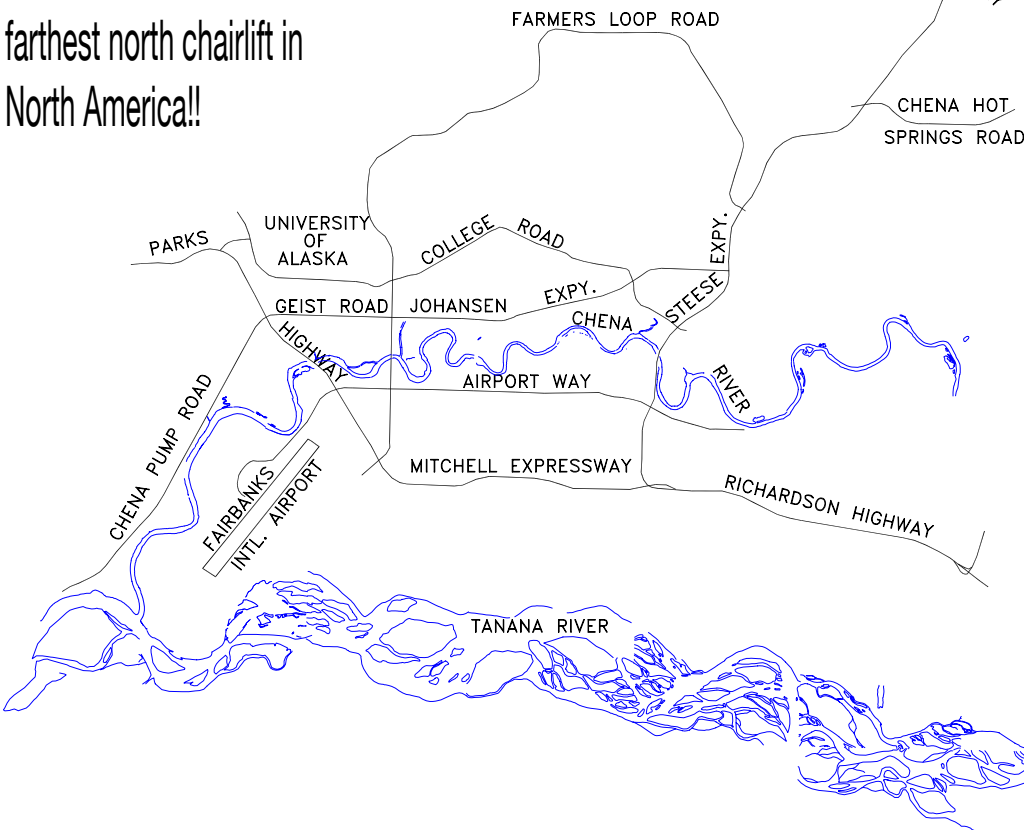 farthest north chairlift in
North America!!
FARMERS LOOP ROAD
CHENA HOT
SPRINGS ROAD
PARKS
UNIVERSITY
OF
ALASKA
COLLEGE ROAD
EXPY.
STEESE
GEIST ROAD
JOHANSEN EXPY.
HIGHWAY
CHENA
RIVER
AIRPORT WAY
CHENA PUMP ROAD
MITCHELL EXPRESSWAY
RICHARDSON HIGHWAY
FAIRBANKS
INTL. AIRPORT
TANANA RIVER